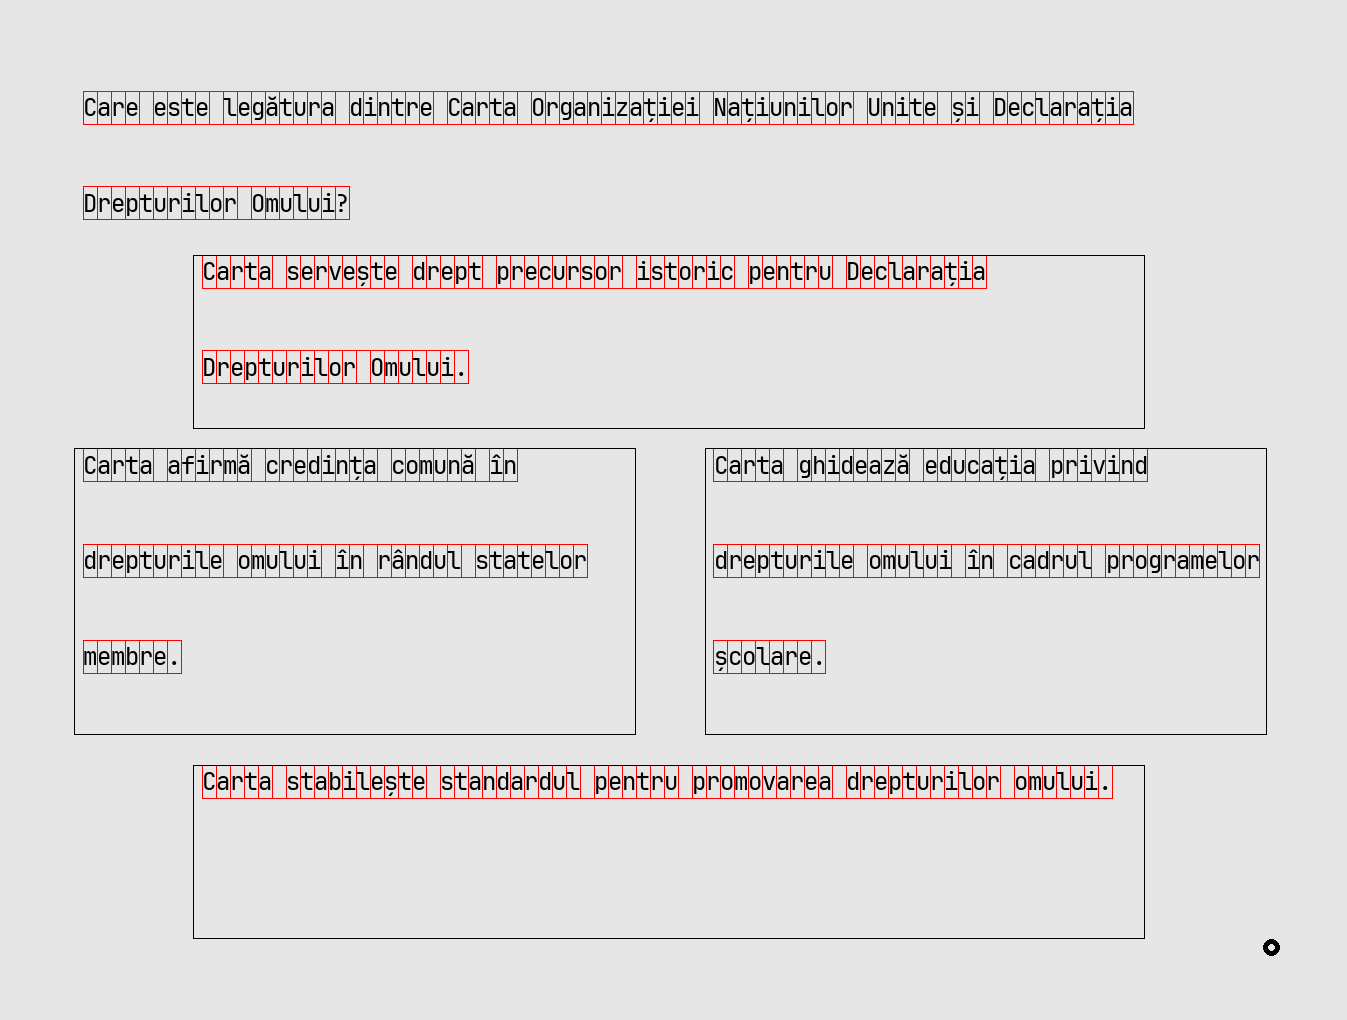 Care este legătura dintre Carta Organizației Națiunilor Unite și Declarația
Drepturilor Omului?
Carta servește drept precursor istoric pentru Declarația
Drepturilor Omului.
Carta afirmă credința comună în
drepturile omului în rândul statelor
membre.
Carta ghidează educația privind
drepturile omului în cadrul programelor
școlare.
Carta stabilește standardul pentru promovarea drepturilor omului.